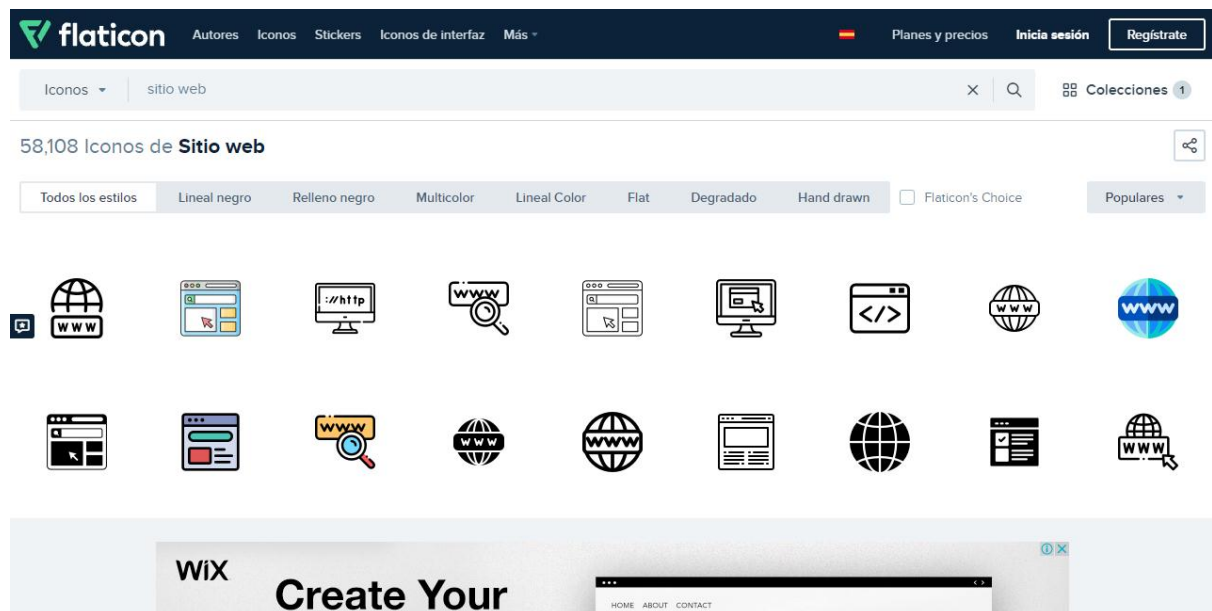 flaticon Autores Iconos Stickers Iconos de interfaz Más Planes y precios Inicia sesión Regístrate
Iconos sitio web Colecciones 1
58,108 Iconos de Sitio web
Todos los estilos Lineal negro Relleno negro Multicolor Lineal Color Flat Degradado Hand drawn Flaticon's Choice Populares
www ://http www </> www www
www www www www
WiX
Create Your
HOME ABOUT CONTACT